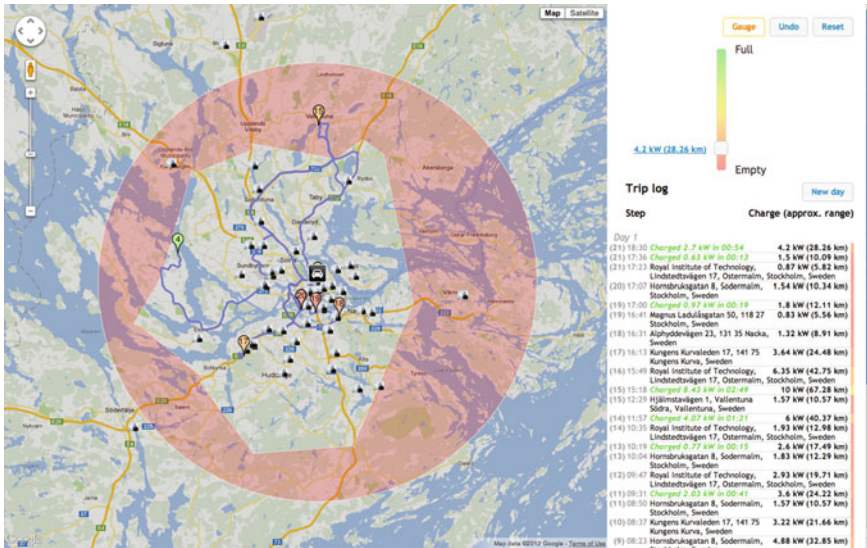 Map
Satellite
Gauge
Undo
Reset
Full
4.2 kW (28.26 km)
Empty
Trip log
New day
Step
Charge (approx. range)
Day 1
(21) 18:30 Charged 2.7 kW in 00:54 4.2 kW (28.26 km)
(21) 17:36 Charged 0.63 kW in 00:13 1.5 kW (10.09 km)
(21) 17:23 Royal Institute of Technology, 0.87 kW (5.82 km)
Lindstedtsvägen 17, Ostermalm, Stockholm, Sweden
(20) 17:07 Hornsbruksgatan 8, Sodermalm, 1.54 kW (10.34 km)
Stockholm, Sweden
(19) 17:00 Charged 0.97 kW in 00:19 1.8 kW (12.11 km)
(19) 16:41 Magnus Ladulåsgatan 50, 118 27 0.83 kW (5.56 km)
Stockholm, Sweden
(18) 16:31 Alphyddevägen 23, 131 35 Nacka, 1.32 kW (8.91 km)
Sweden
(17) 16:13 Kungens Kurvaleden 17, 141 75 3.64 kW (24.48 km)
Kungens Kurva, Sweden
(16) 15:49 Royal Institute of Technology, 6.35 kW (42.75 km)
Lindstedtsvägen 17, Ostermalm, Stockholm, Sweden
(15) 15:18 Charged 8.43 kW in 02:49 10 kW (67.28 km)
(15) 12:29 Hjälmstavägen 1, Vallentuna 1.57 kW (10.57 km)
Södra, Vallentuna, Sweden
(14) 11:57 Charged 4.07 kW in 01:21 6 kW (40.37 km)
(14) 10:35 Royal Institute of Technology, 1.93 kW (12.98 km)
Lindstedtsvägen 17, Ostermalm, Stockholm, Sweden
(13) 10:19 Charged 0.77 kW in 00:15 2.6 kW (17.49 km)
(13) 10:04 Hornsbruksgatan 8, Sodermalm, 1.83 kW (12.29 km)
Stockholm, Sweden
(12) 09:47 Royal Institute of Technology, 2.93 kW (19.71 km)
Lindstedtsvägen 17, Ostermalm, Stockholm, Sweden
(11) 09:31 Charged 2.03 kW in 00:41 3.6 kW (24.22 km)
(11) 08:50 Hornsbruksgatan 8, Sodermalm, 1.57 kW (10.57 km)
Stockholm, Sweden
(10) 08:37 Kungens Kurvaleden 17, 141 75 3.22 kW (21.66 km)
Kungens Kurva, Sweden
(9) 08:23 Hornsbruksgatan 8, Sodermalm, 4.88 kW (32.85 km)
Sigtuna
Upplands
Väsby
Åkersberga
Täby
4
17
Huddinge
Södertälje
Tyresö
Map data ©2012 Google - Terms of Use